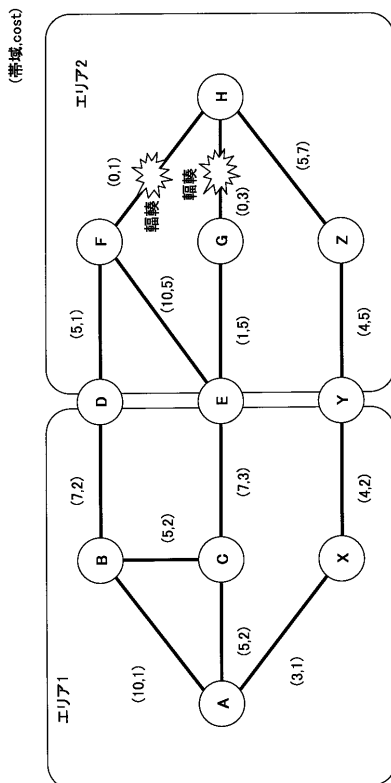 (帯域,cost)
エリア1
エリア2
A
B
C
X
D
E
Y
F
G
Z
H
(10,1)
(5,2)
(3,1)
(5,2)
(7,2)
(7,3)
(4,2)
(5,1)
(10,5)
(1,5)
(4,5)
(0,1)
輻輳
輻輳
(0,3)
(5,7)